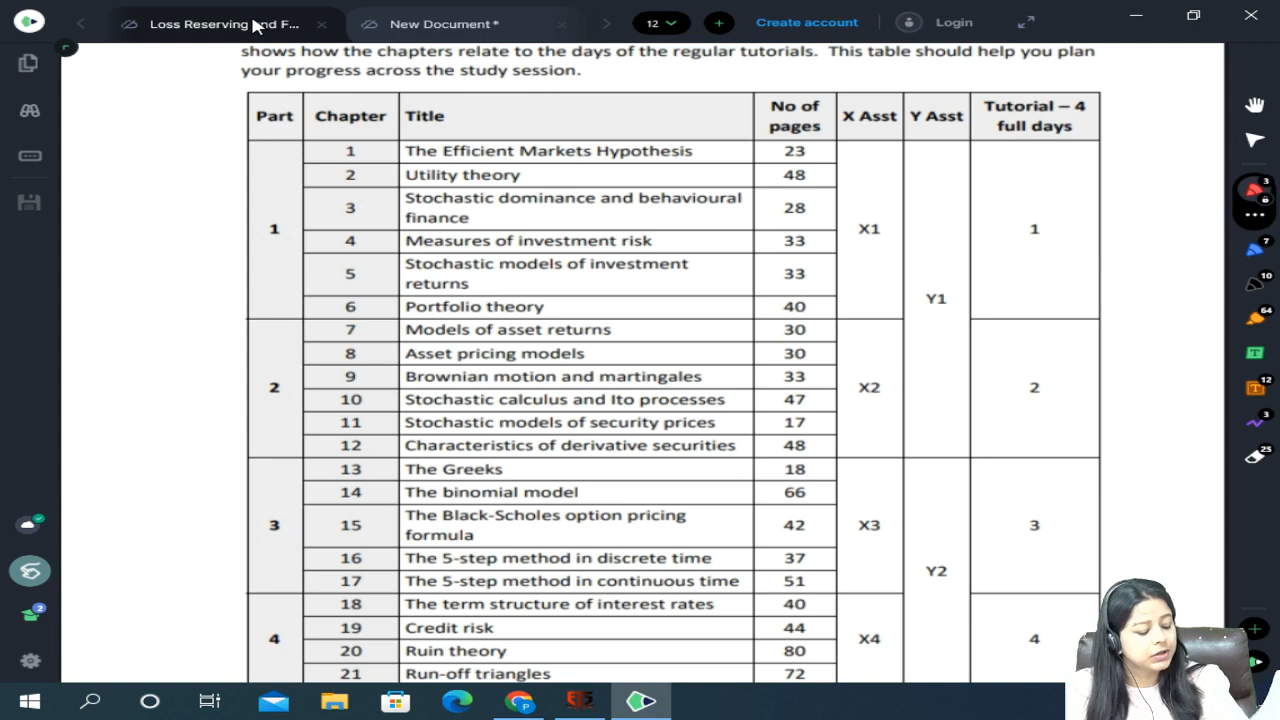 Loss Reserving and F...
New Document *
12
Create account
Login
shows how the chapters relate to the days of the regular tutorials. This table should help you plan
your progress across the study session.
Part Chapter Title No of pages X Asst Y Asst Tutorial – 4 full days
1 The Efficient Markets Hypothesis 23
2 Utility theory 48
3 Stochastic dominance and behavioural finance 28
1 X1 1
4 Measures of investment risk 33
5 Stochastic models of investment returns 33
Y1
6 Portfolio theory 40
7 Models of asset returns 30
8 Asset pricing models 30
9 Brownian motion and martingales 33
2 X2 2
10 Stochastic calculus and Ito processes 47
11 Stochastic models of security prices 17
12 Characteristics of derivative securities 48
13 The Greeks 18
14 The binomial model 66
15 The Black-Scholes option pricing formula 42
3 X3 3
16 The 5-step method in discrete time 37
Y2
17 The 5-step method in continuous time 51
18 The term structure of interest rates 40
19 Credit risk 44
4 X4 4
20 Ruin theory 80
21 Run-off triangles 72
3
7
10
64
12
3
25
2